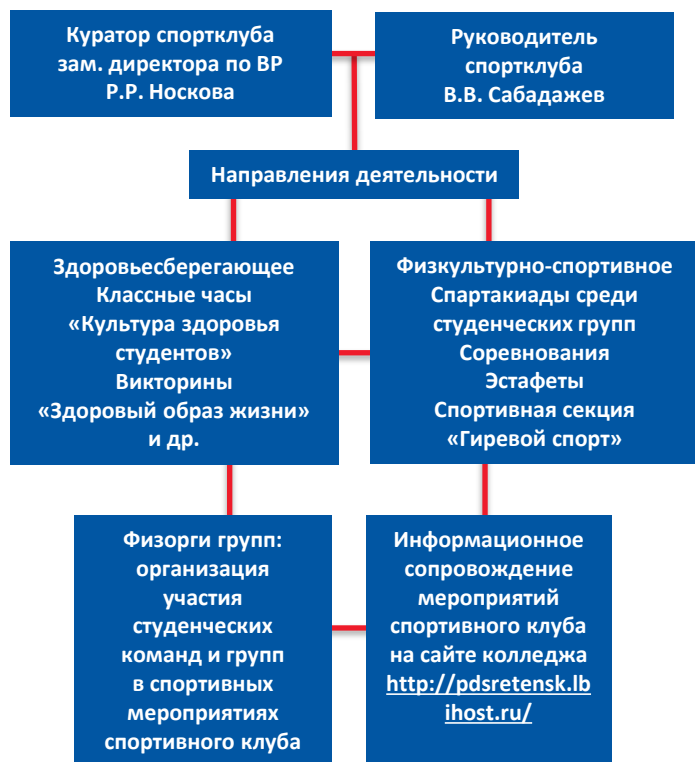 Куратор спортклуба
зам. директора по ВР
Р.Р. Носкова
Руководитель
спортклуба
В.В. Сабадажев
Направления деятельности
Здоровьесберегающее
Классные часы
«Культура здоровья
студентов»
Викторины
«Здоровый образ жизни»
и др.
Физкультурно-спортивное
Спартакиады среди
студенческих групп
Соревнования
Эстафеты
Спортивная секция
«Гиревой спорт»
Физорги групп:
организация
участия
студенческих
команд и групп
в спортивных
мероприятиях
спортивного клуба
Информационное
сопровождение
мероприятий
спортивного клуба
на сайте колледжа
http://pdsretensk.lb
ihost.ru/